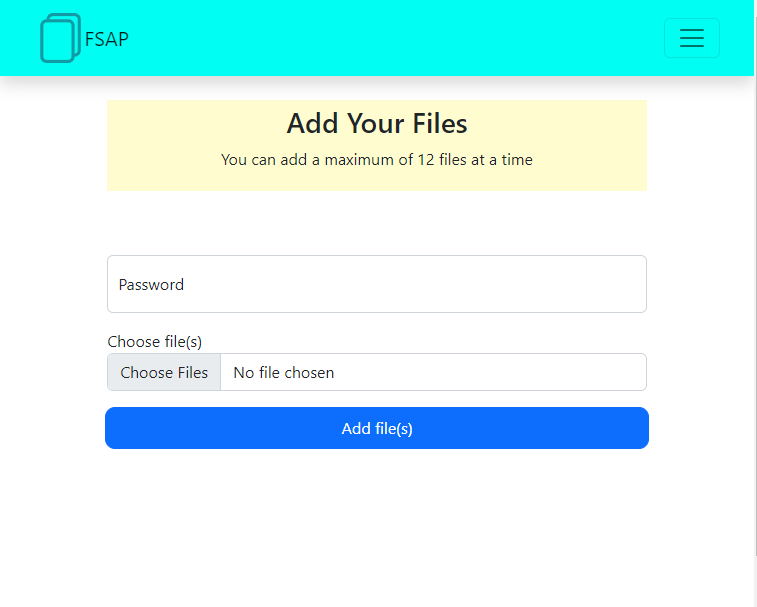 FSAP
Add Your Files
You can add a maximum of 12 files at a time
Password
Choose file(s)
Choose Files No file chosen
Add file(s)